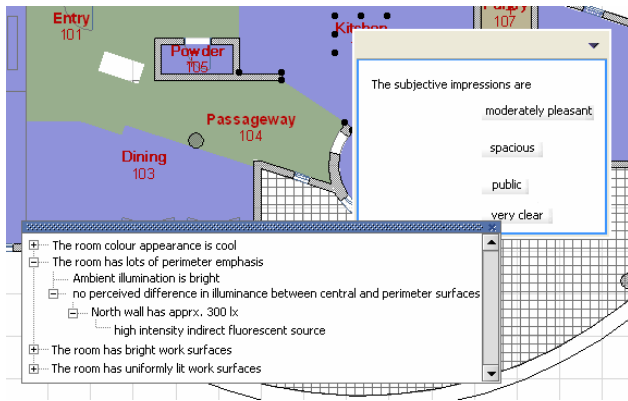 Entry
101
Kitchen
Pantry
107
Powder
105
Passageway
104
Dining
103
The subjective impressions are
moderately pleasant
spacious
public
very clear
The room colour appearance is cool
The room has lots of perimeter emphasis
Ambient illumination is bright
no perceived difference in illuminance between central and perimeter surfaces
North wall has apprx. 300 lx
high intensity indirect fluorescent source
The room has bright work surfaces
The room has uniformly lit work surfaces